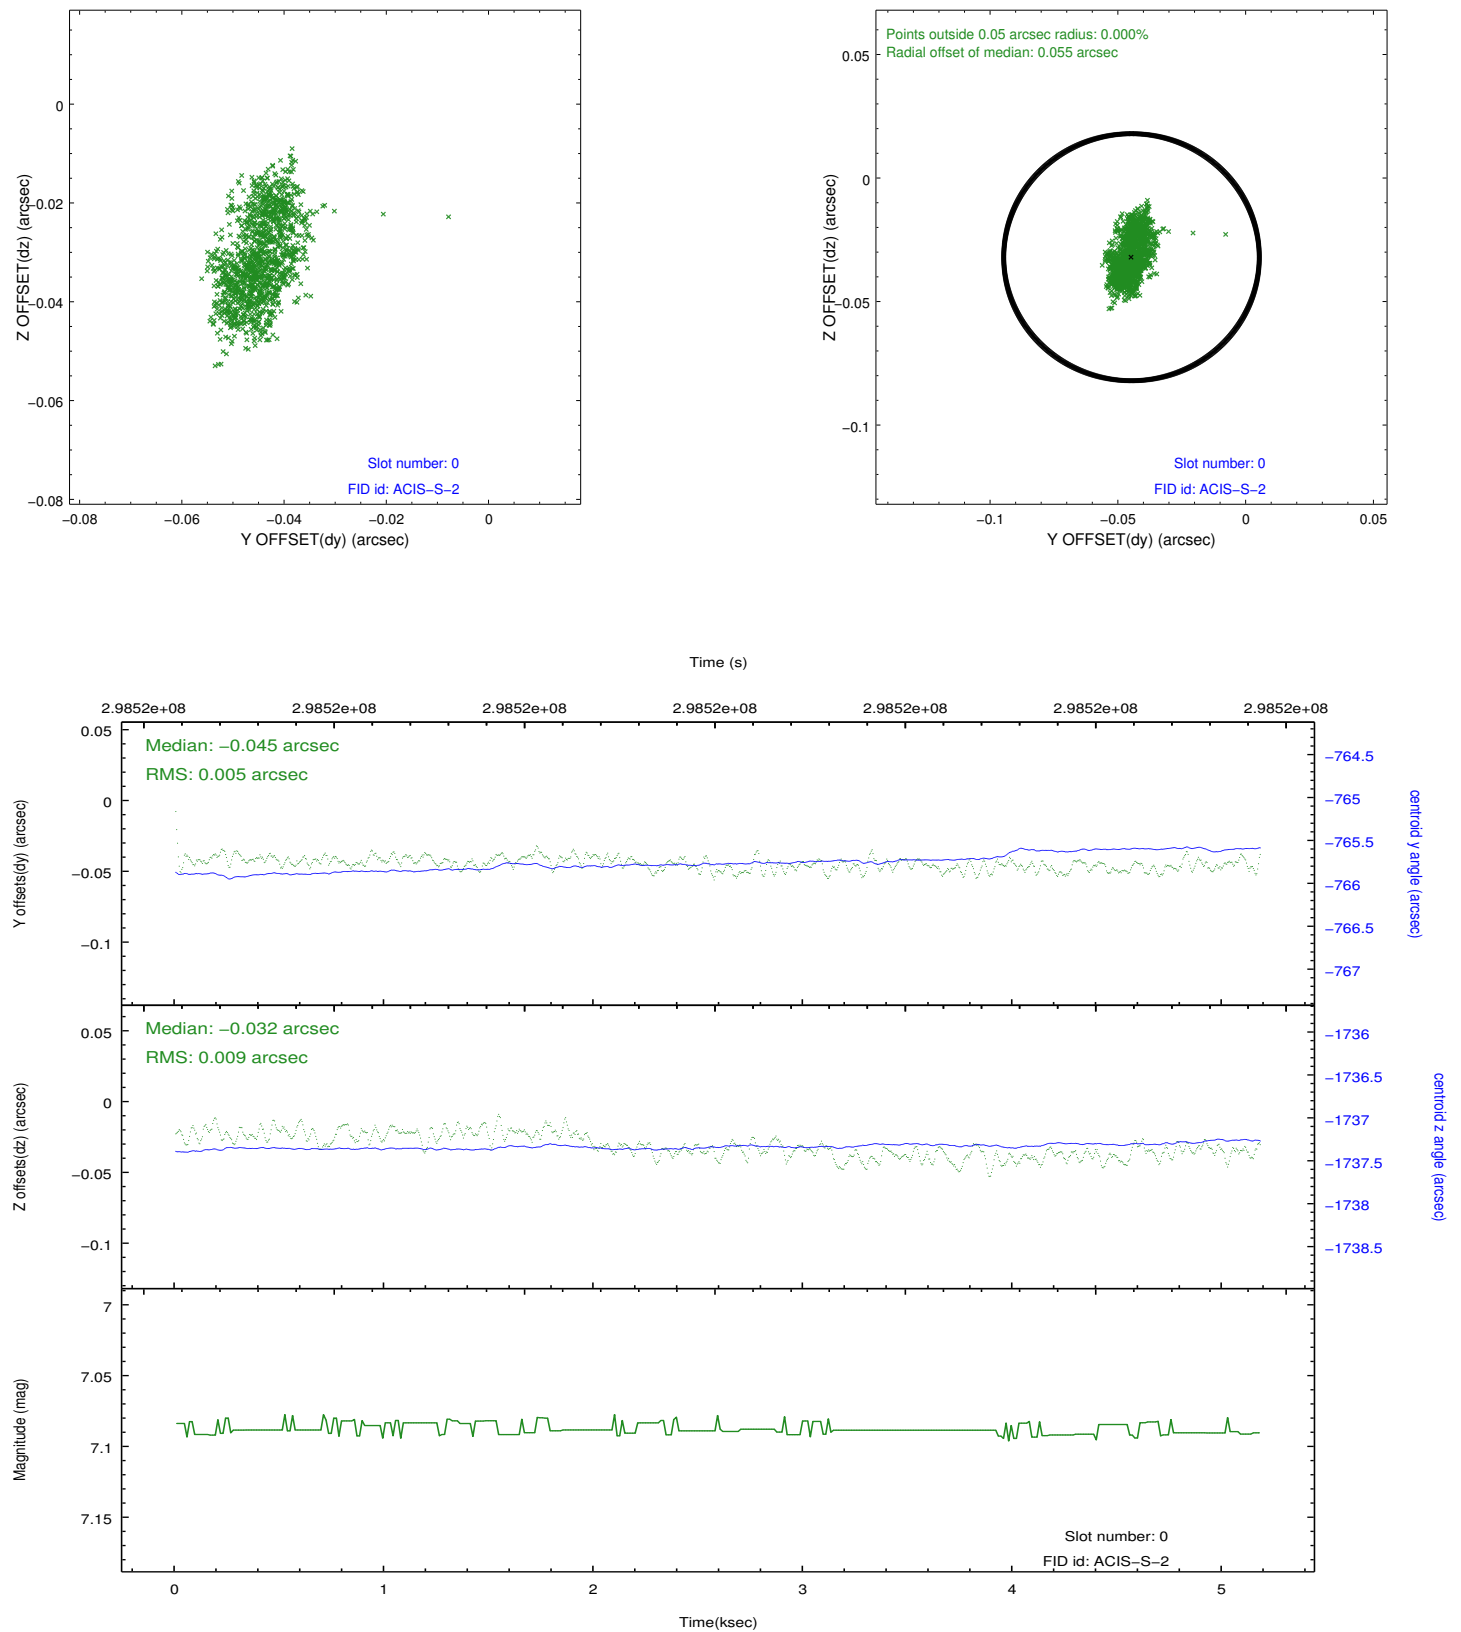 0
−0.02
−0.04
−0.06
−0.08
Z OFFSET(dz) (arcsec)
Slot number: 0
FID id: ACIS−S−2
−0.08 −0.06 −0.04 −0.02 0
Y OFFSET(dy) (arcsec)
Points outside 0.05 arcsec radius: 0.000%
Radial offset of median: 0.055 arcsec
0.05
0
−0.05
−0.1
Z OFFSET(dz) (arcsec)
Slot number: 0
FID id: ACIS−S−2
−0.1 −0.05 0 0.05
Y OFFSET(dy) (arcsec)
Time (s)
2.9852e+08 2.9852e+08 2.9852e+08 2.9852e+08 2.9852e+08 2.9852e+08 2.9852e+08
Median: −0.045 arcsec
RMS: 0.005 arcsec
0.05
0
−0.05
−0.1
Y offsets(dy) (arcsec)
−764.5
−765
−765.5
−766
−766.5
−767
centroid y angle (arcsec)
Median: −0.032 arcsec
RMS: 0.009 arcsec
0.05
0
−0.05
−0.1
Z offsets(dz) (arcsec)
−1736
−1736.5
−1737
−1737.5
−1738
−1738.5
centroid z angle (arcsec)
7
7.05
7.1
7.15
Magnitude (mag)
Slot number: 0
FID id: ACIS−S−2
0 1 2 3 4 5
Time(ksec)